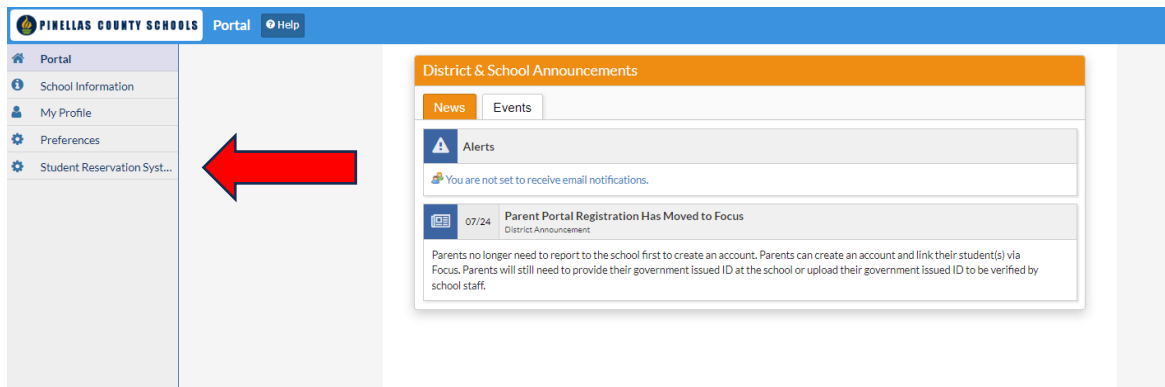 PINELLAS COUNTY SCHOOLS Portal Help
Portal
School Information
My Profile
Preferences
Student Reservation Syst...
District & School Announcements
News Events
Alerts
You are not set to receive email notifications.
07/24 Parent Portal Registration Has Moved to Focus
District Announcement
Parents no longer need to report to the school first to create an account. Parents can create an account and link their student(s) via
Focus. Parents will still need to provide their government issued ID at the school or upload their government issued ID to be verified by
school staff.